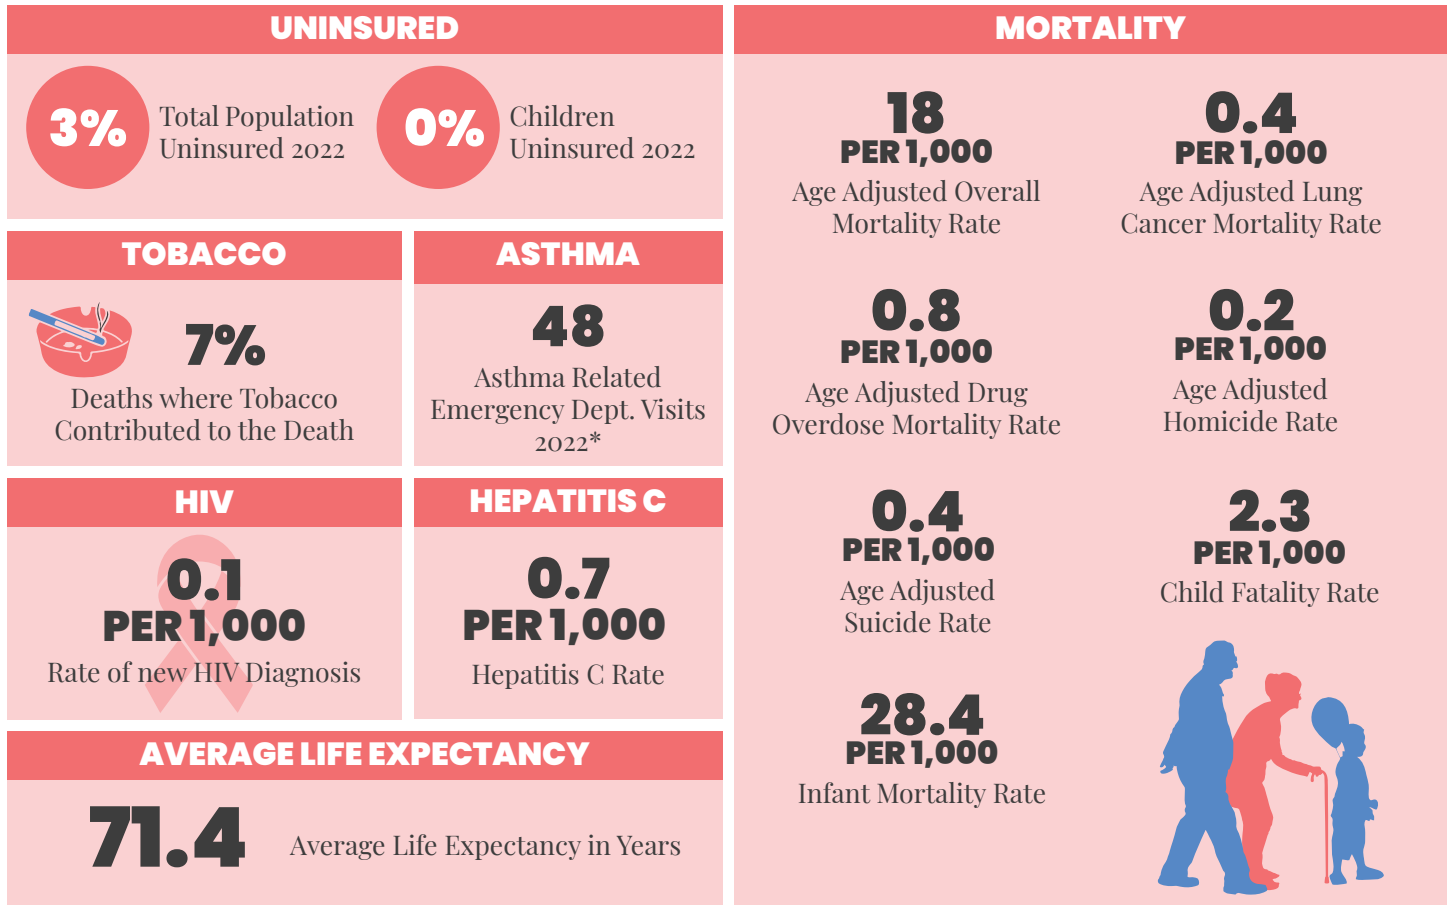 UNINSURED
3%
Total Population
Uninsured 2022
0%
Children
Uninsured 2022
TOBACCO
7%
Deaths where Tobacco
Contributed to the Death
ASTHMA
48
Asthma Related
Emergency Dept. Visits
2022*
HIV
0.1
PER 1,000
Rate of new HIV Diagnosis
HEPATITIS C
0.7
PER 1,000
Hepatitis C Rate
AVERAGE LIFE EXPECTANCY
71.4
Average Life Expectancy in Years
MORTALITY
18
PER 1,000
Age Adjusted Overall
Mortality Rate
0.4
PER 1,000
Age Adjusted Lung
Cancer Mortality Rate
0.8
PER 1,000
Age Adjusted Drug
Overdose Mortality Rate
0.2
PER 1,000
Age Adjusted
Homicide Rate
0.4
PER 1,000
Age Adjusted
Suicide Rate
2.3
PER 1,000
Child Fatality Rate
28.4
PER 1,000
Infant Mortality Rate